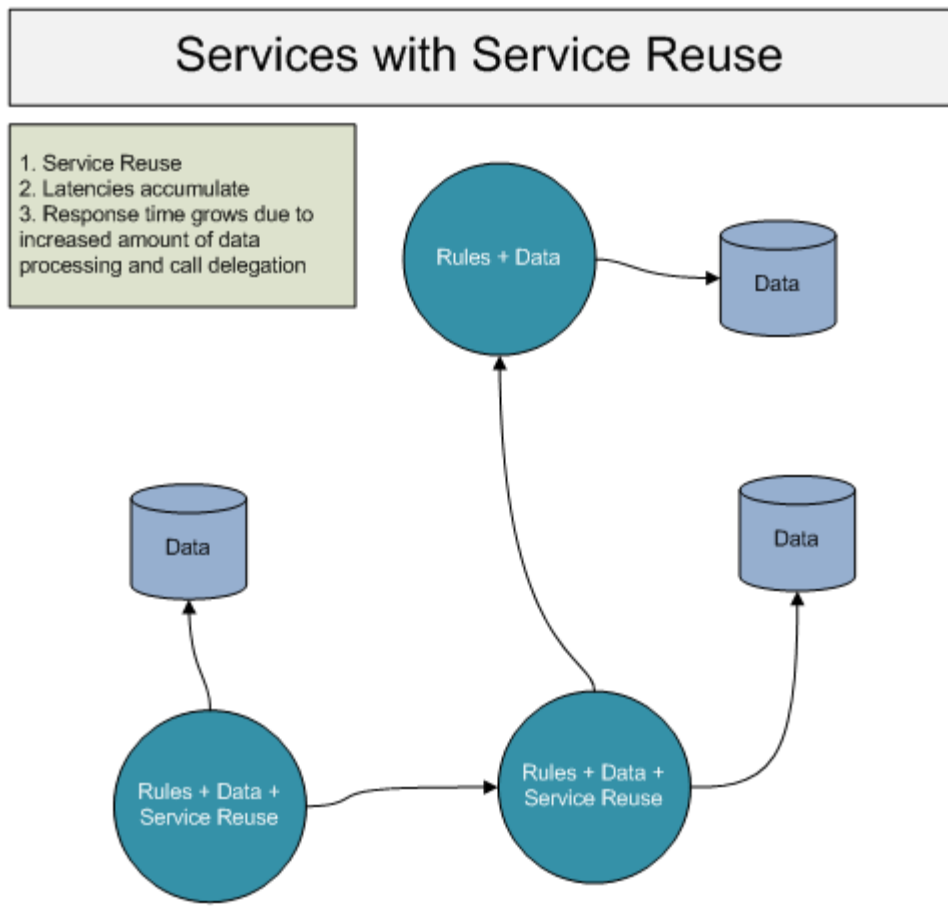 Services with Service Reuse
1. Service Reuse
2. Latencies accumulate
3. Response time grows due to
increased amount of data
processing and call delegation
Rules + Data
Data
Data
Data
Rules + Data +
Service Reuse
Rules + Data +
Service Reuse